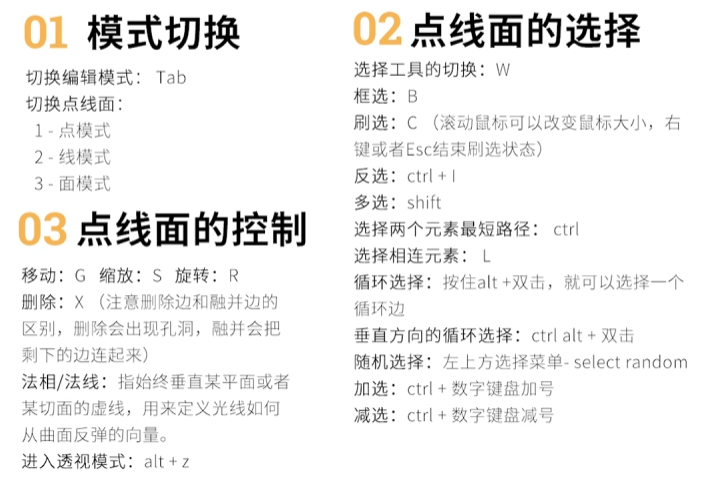 01 模式切换
切换编辑模式： Tab
切换点线面：
1 - 点模式
2 - 线模式
3 - 面模式
02 点线面的选择
选择工具的切换：W
框选：B
刷选：C （滚动鼠标可以改变鼠标大小，右
键或者Esc结束刷选状态）
反选：ctrl + I
多选：shift
选择两个元素最短路径： ctrl
选择相连元素： L
循环选择：按住alt +双击，就可以选择一个
循环边
垂直方向的循环选择：ctrl alt + 双击
随机选择：左上方选择菜单- select random
加选：ctrl + 数字键盘加号
减选：ctrl + 数字键盘减号
03 点线面的控制
移动：G 缩放：S 旋转：R
删除：X （注意删除边和融并边的
区别，删除会出现孔洞，融并会把
剩下的边连起来）
法相/法线：指始终垂直某平面或者
某切面的虚线，用来定义光线如何
从曲面反弹的向量。
进入透视模式：alt + z